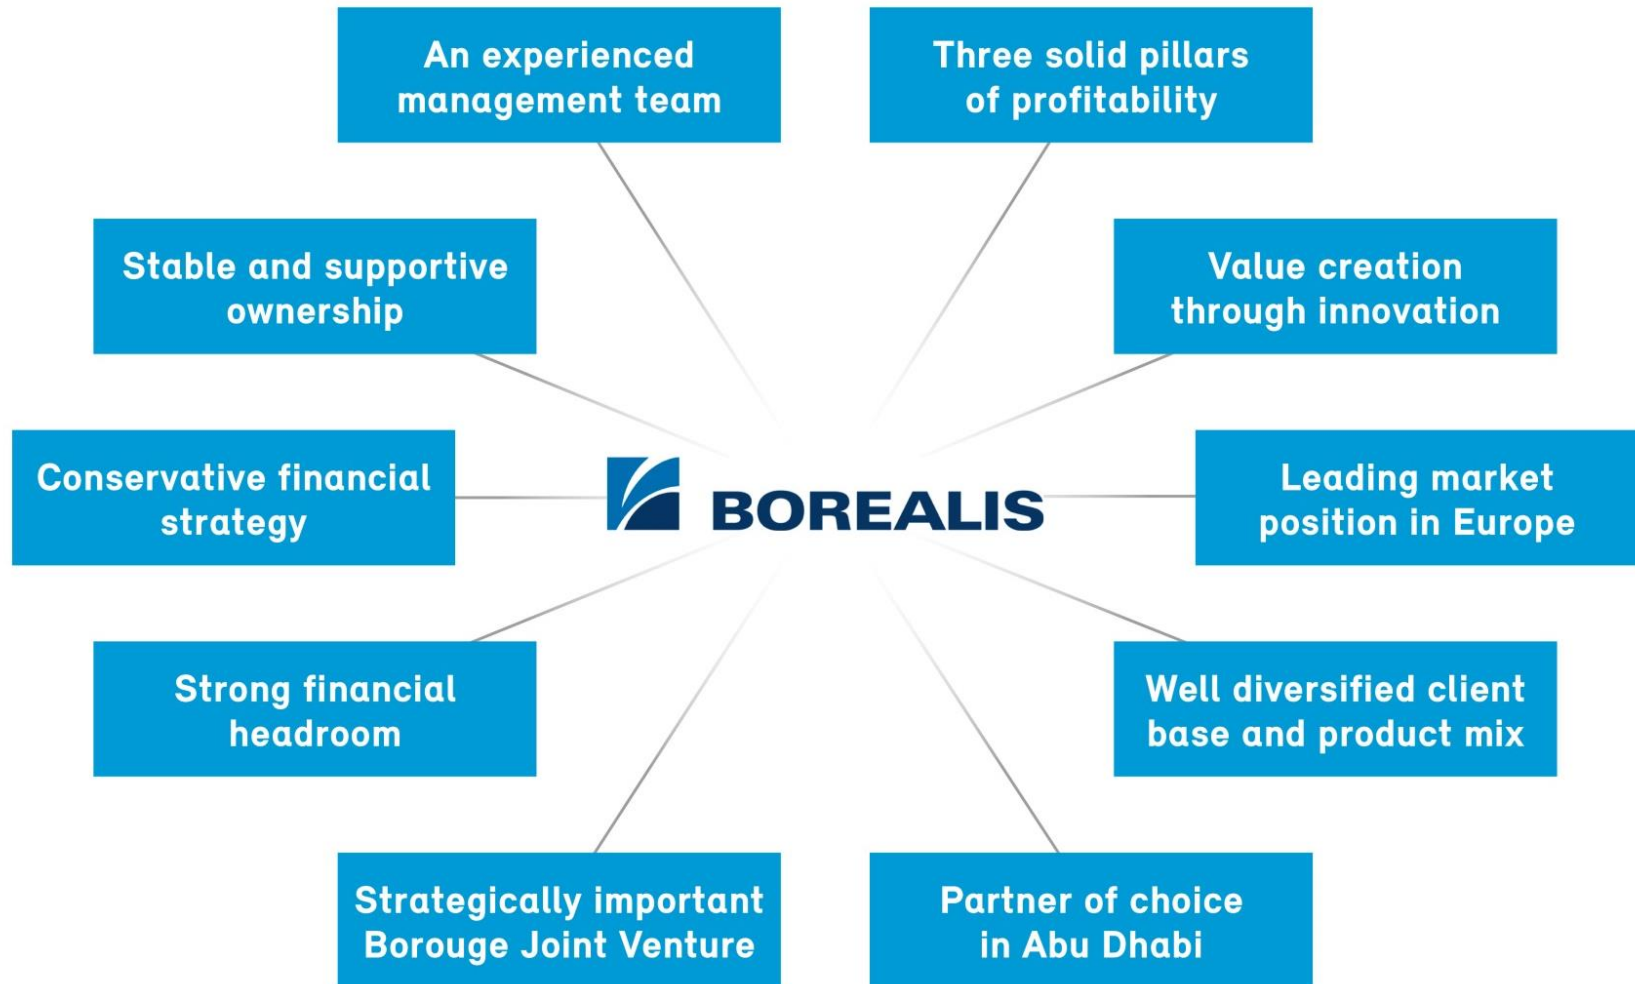 An experienced
management team
Three solid pillars
of profitability
Stable and supportive
ownership
Value creation
through innovation
Conservative financial
strategy
BOREALIS
Leading market
position in Europe
Strong financial
headroom
Well diversified client
base and product mix
Strategically important
Borouge Joint Venture
Partner of choice
in Abu Dhabi